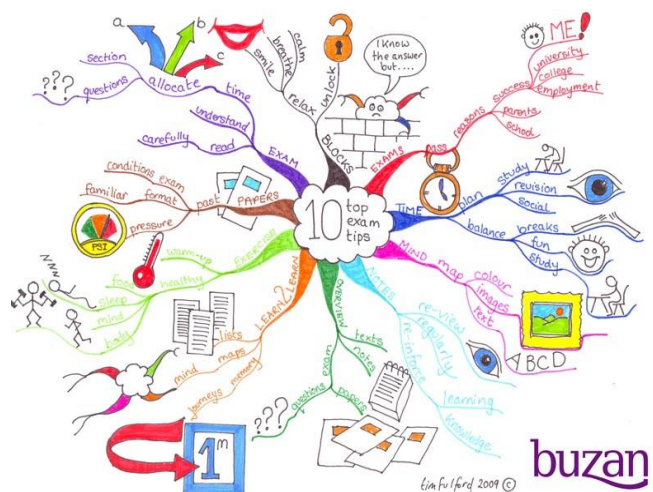 10 top
exam
tips
EXAMS
pass
reasons
success
ME!
university
college
employment
parents
school
TIME
plan
study
revision
social
balance
breaks
fun
study
MIND map
colour
images
text
ABCD
NOTES
re-view
regularly
re-inforce
learning
knowledge
OVERVIEW
texts
notes
exam
papers
questions
???
LEARN 2 LEARN
lists
mind maps
memory
journeys
1m
EXERCISE
warm-up
healthy
food
sleep
mind
body
zzz
PAPERS
past
format
conditions exam
familiar
pressure
PSI
EXAM
time
allocate
section
questions
???
a
b
c
read
understand
carefully
BLOCKS
unlock
relax
calm
breathe
smile
I know
the answer
but....
tim fulford 2009 ©
buzan